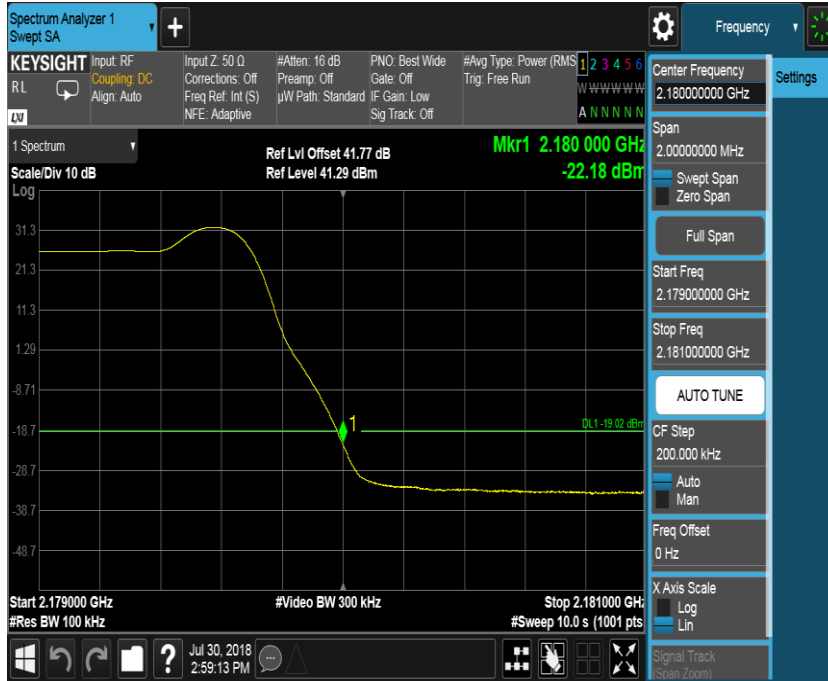 Spectrum Analyzer 1
Swept SA
+
Frequency
KEYSIGHT
RL
LXI
Input: RF
Coupling: DC
Align: Auto
Input Z: 50 Ω
Corrections: Off
Freq Ref: Int (S)
NFE: Adaptive
#Atten: 16 dB
Preamp: Off
µW Path: Standard
PNO: Best Wide
Gate: Off
IF Gain: Low
Sig Track: Off
#Avg Type: Power (RMS
Trig: Free Run
1 2 3 4 5 6
W W W W W W
A N N N N N
1 Spectrum
Scale/Div 10 dB
Log
Ref Lvl Offset 41.77 dB
Ref Level 41.29 dBm
Mkr1 2.180 000 GHz
-22.18 dBm
31.3
21.3
11.3
1.29
-8.71
-18.7
-28.7
-38.7
-48.7
1
DL1 -19.02 dBm
Start 2.179000 GHz
#Res BW 100 kHz
#Video BW 300 kHz
Stop 2.181000 GHz
#Sweep 10.0 s (1001 pts
Center Frequency
2.180000000 GHz
Span
2.00000000 MHz
Swept Span
Zero Span
Full Span
Start Freq
2.179000000 GHz
Stop Freq
2.181000000 GHz
AUTO TUNE
CF Step
200.000 kHz
Auto
Man
Freq Offset
0 Hz
X Axis Scale
Log
Lin
Signal Track
(Span Zoom)
Settings
?
Jul 30, 2018
2:59:13 PM